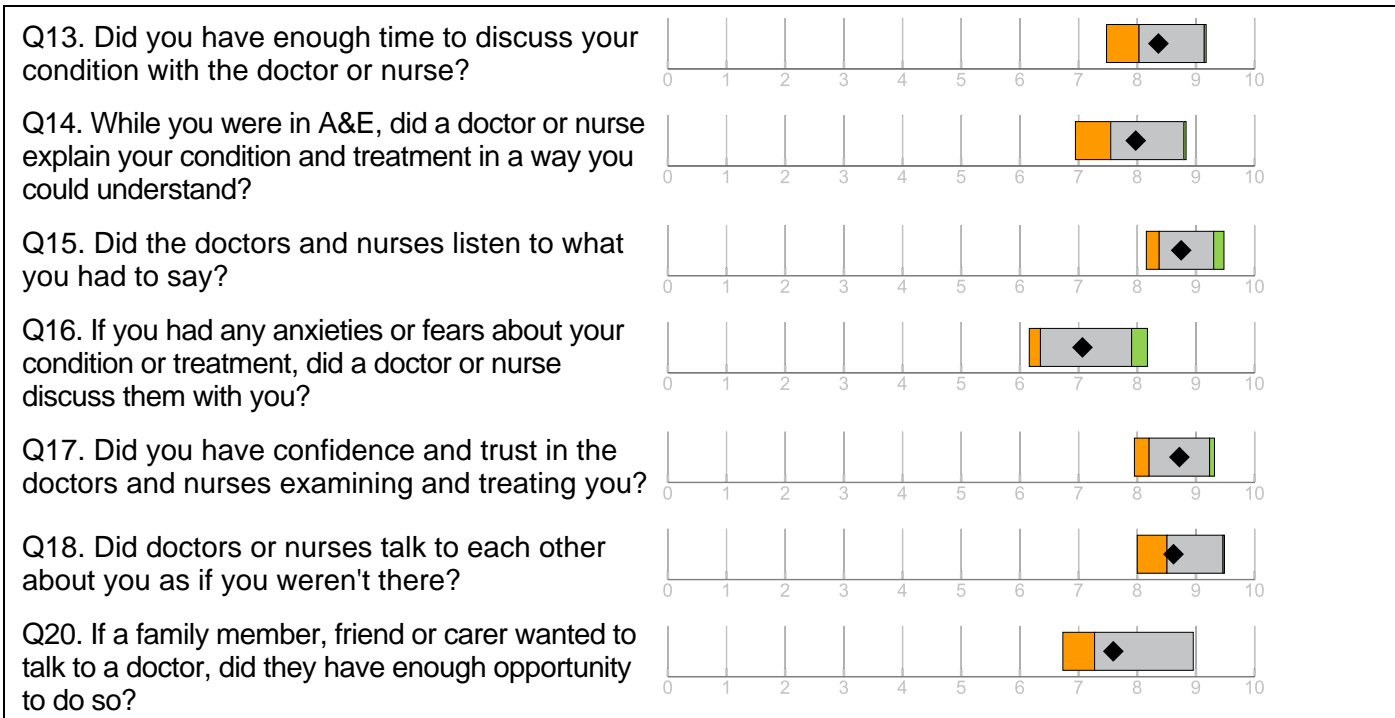 Q13. Did you have enough time to discuss your
condition with the doctor or nurse?
0 1 2 3 4 5 6 7 8 9 10
Q14. While you were in A&E, did a doctor or nurse
explain your condition and treatment in a way you
could understand?
0 1 2 3 4 5 6 7 8 9 10
Q15. Did the doctors and nurses listen to what
you had to say?
0 1 2 3 4 5 6 7 8 9 10
Q16. If you had any anxieties or fears about your
condition or treatment, did a doctor or nurse
discuss them with you?
0 1 2 3 4 5 6 7 8 9 10
Q17. Did you have confidence and trust in the
doctors and nurses examining and treating you?
0 1 2 3 4 5 6 7 8 9 10
Q18. Did doctors or nurses talk to each other
about you as if you weren't there?
0 1 2 3 4 5 6 7 8 9 10
Q20. If a family member, friend or carer wanted to
talk to a doctor, did they have enough opportunity
to do so?
0 1 2 3 4 5 6 7 8 9 10